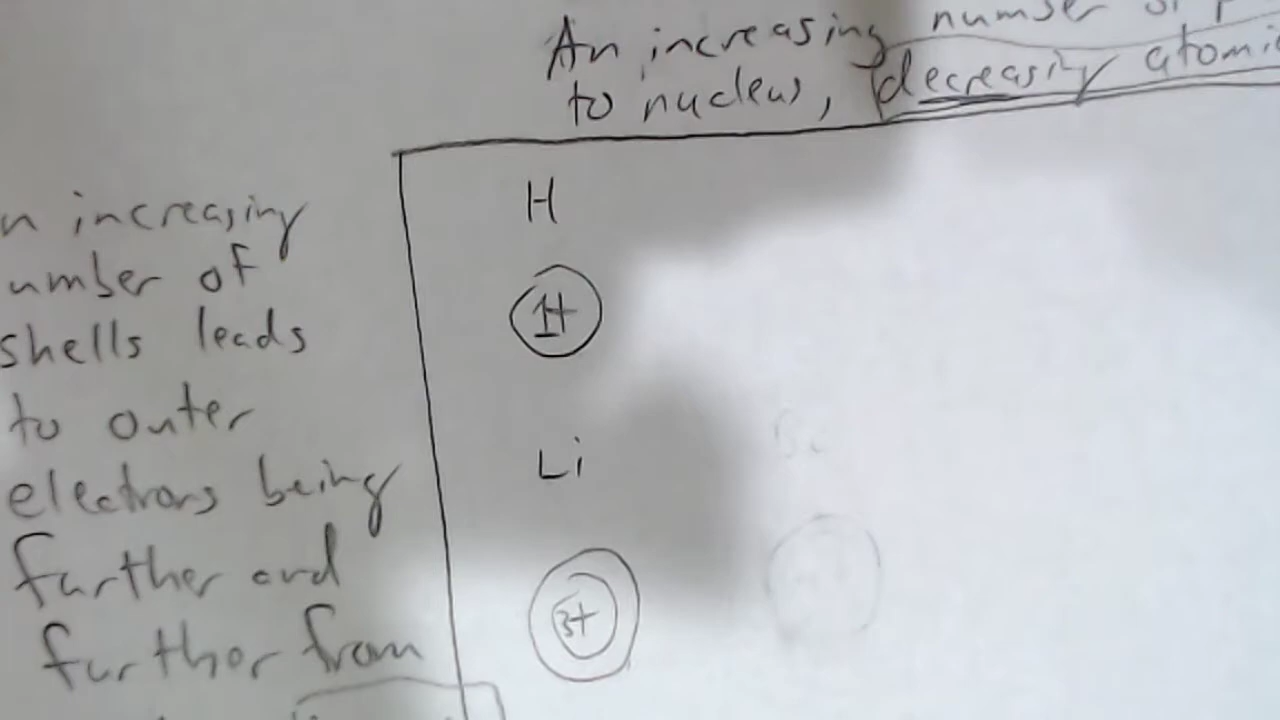 An increasing number
to nucleus, decreasing atomic
n increasing
umber of
shells leads
to outer
electrons being
further and
further from
H
1+
Li
3+